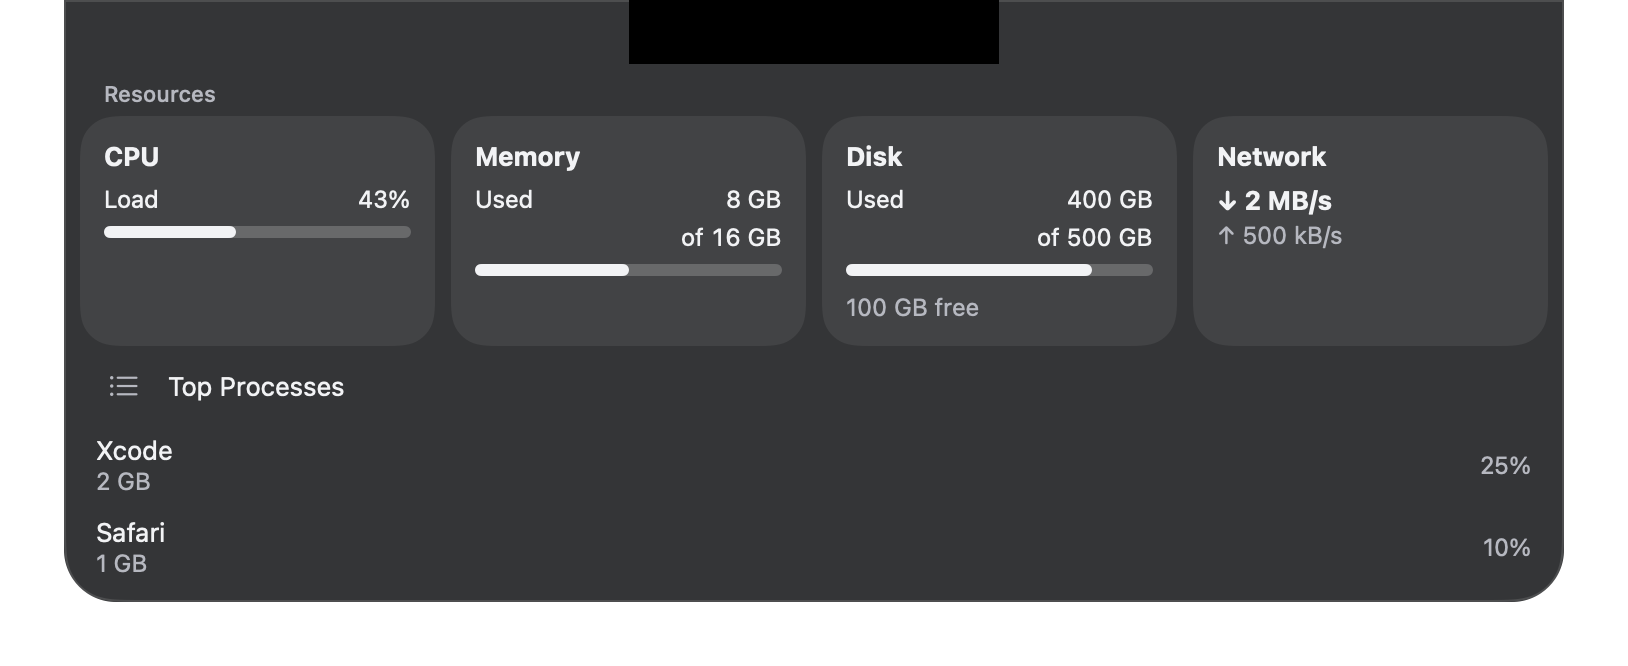 Resources
CPU
Load 43%
Memory
Used 8 GB
of 16 GB
Disk
Used 400 GB
of 500 GB
100 GB free
Network
↓ 2 MB/s
↑ 500 kB/s
Top Processes
Xcode
2 GB
25%
Safari
1 GB
10%